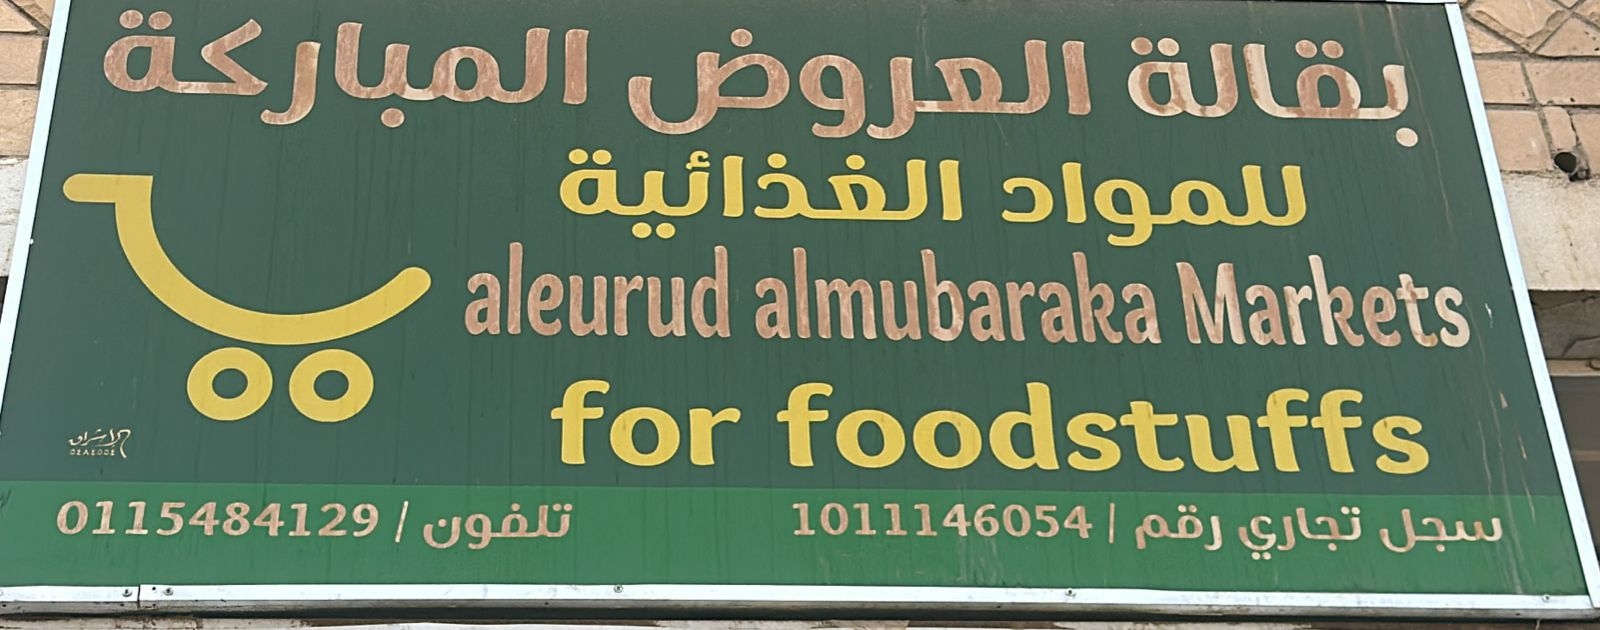 بقالة العروض المباركة
للمواد الغذائية
aleurud almubaraka Markets
for foodstuffs
سجل تجاري رقم / 1011146054
تلفون / 0115484129